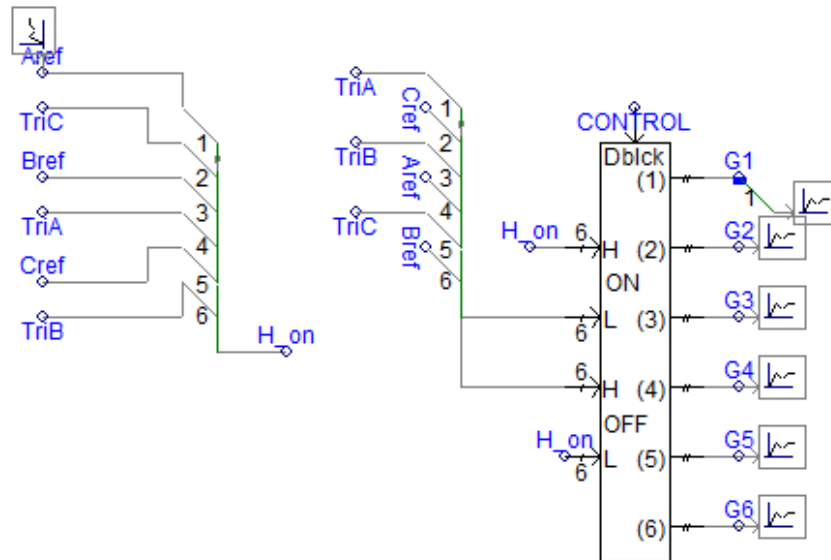 Aref
TriC
Bref
TriA
Cref
TriB
1
2
3
4
5
6
H_on
TriA
TriB
TriC
Cref
Aref
Bref
1
2
3
4
5
6
CONTROL
Dblck
(1)
G1
1
H_on
6
H
(2)
G2
ON
6
L
(3)
G3
6
H
(4)
G4
OFF
H_on
6
L
(5)
G5
(6)
G6